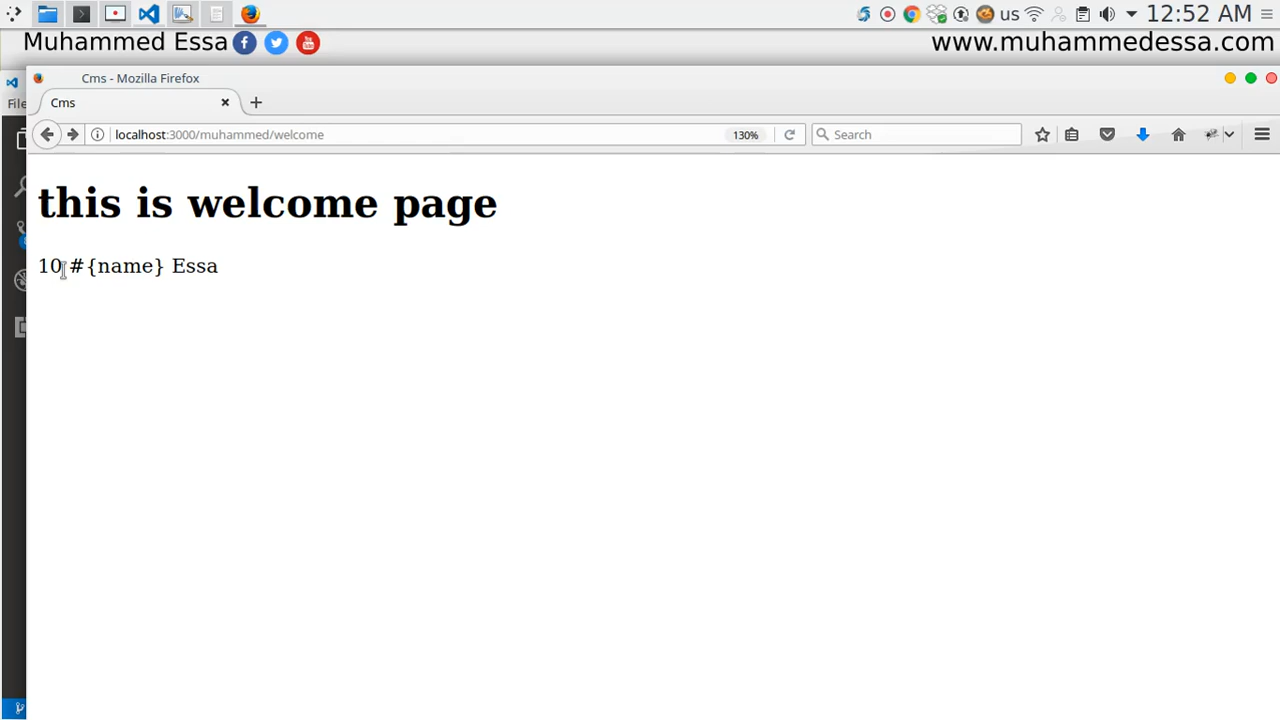 us 12:52 AM
Muhammed Essa
www.muhammedessa.com
Cms - Mozilla Firefox
File
Cms
localhost:3000/muhammed/welcome
130%
Search
this is welcome page
10 #{name} Essa